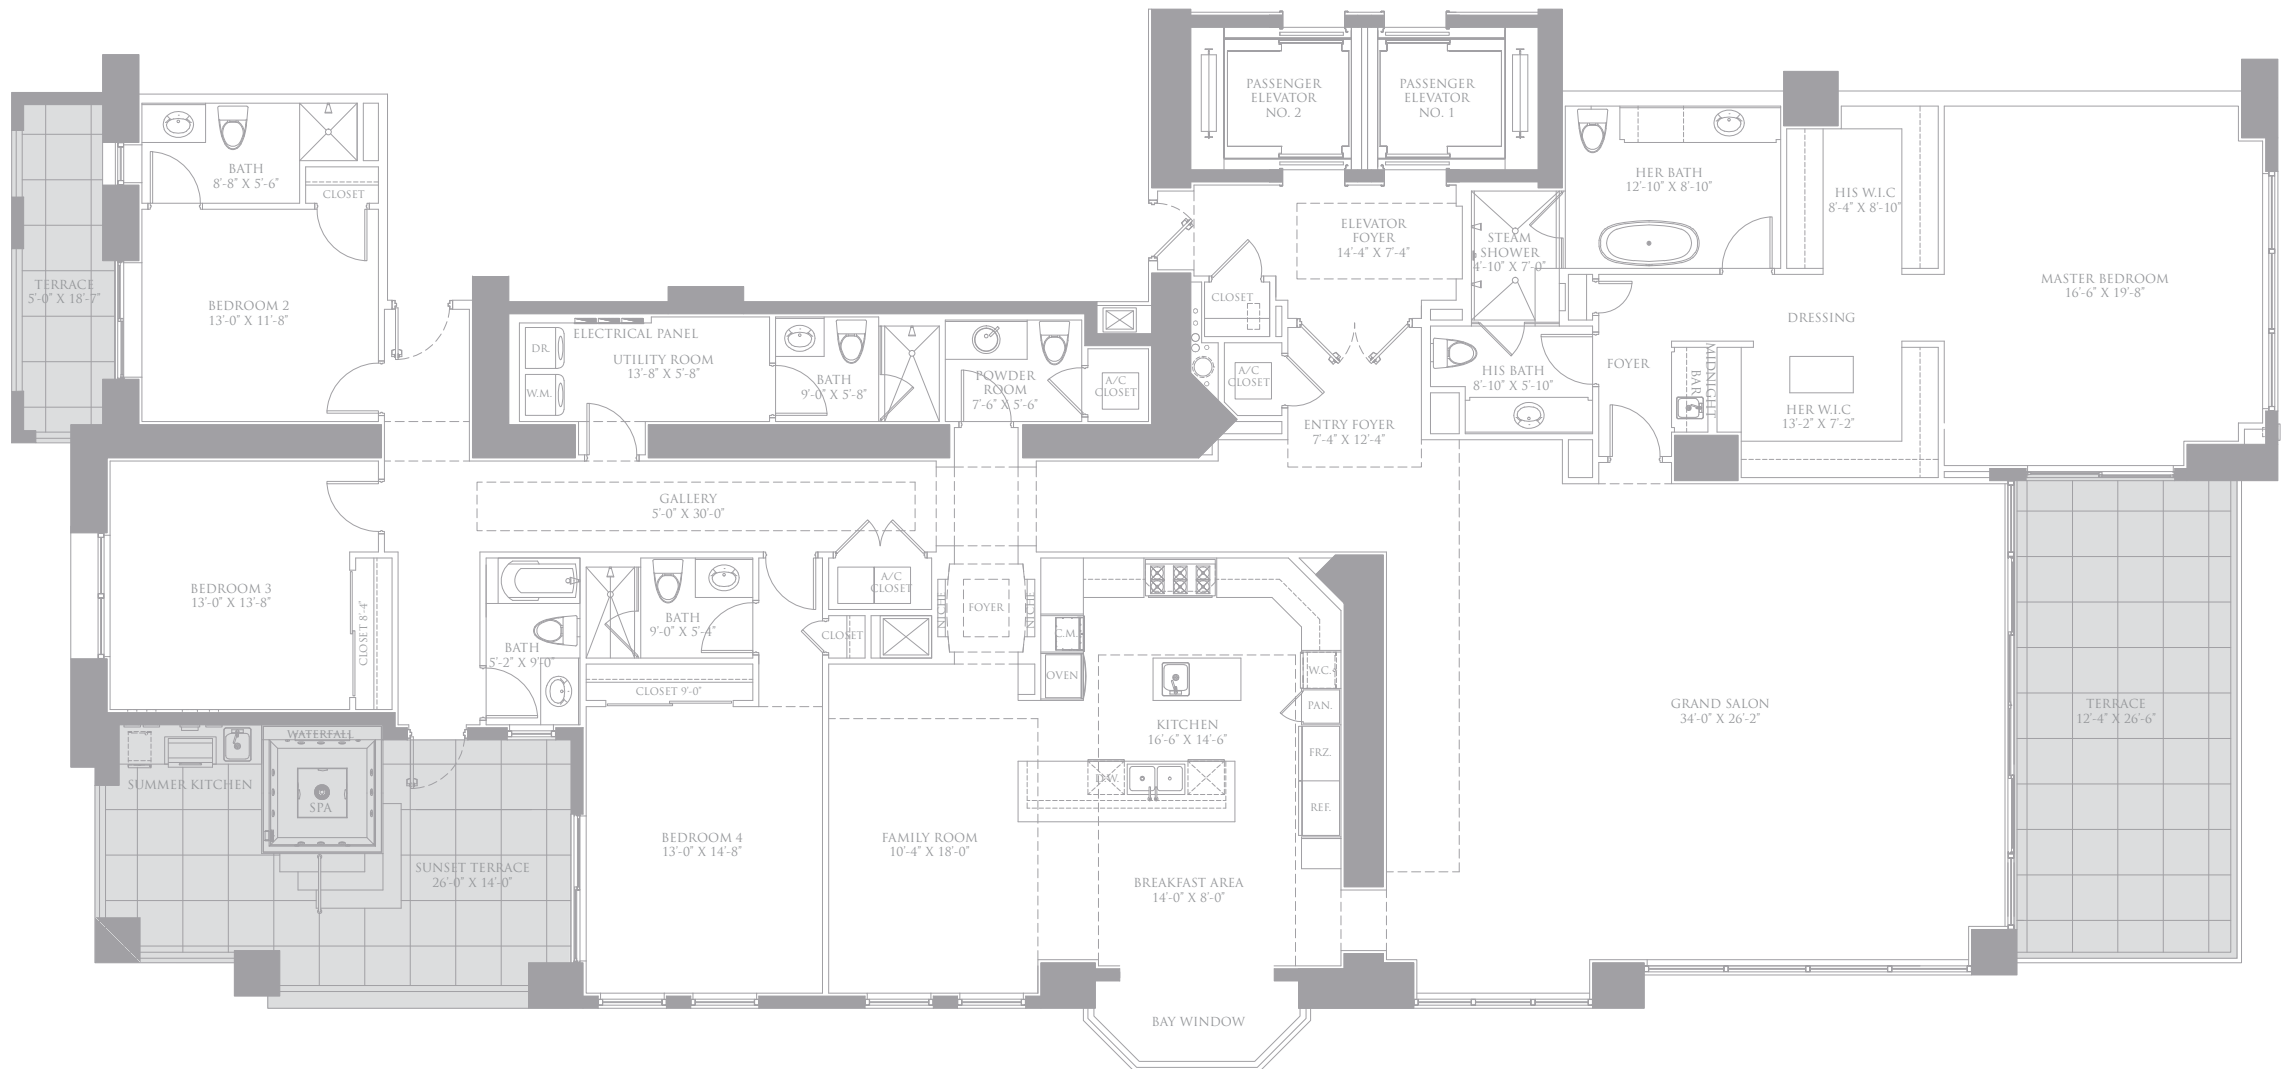 PASSENGER
ELEVATOR
NO. 2
PASSENGER
ELEVATOR
NO. 1
BATH
8'-8" X 5'-6"
CLOSET
HER BATH
12'-10" X 8'-10"
HIS W.I.C
8'-4" X 8'-10"
ELEVATOR
FOYER
14'-4" X 7'-4"
STEAM
SHOWER
4'-10" X 7'-0"
TERRACE
5'-0" X 18'-7"
BEDROOM 2
13'-0" X 11'-8"
MASTER BEDROOM
16'-6" X 19'-8"
CLOSET
DRESSING
ELECTRICAL PANEL
DR.
UTILITY ROOM
13'-8" X 5'-8"
W.M.
BATH
9'-0" X 5'-8"
POWDER
ROOM
7'-6" X 5'-6"
A/C
CLOSET
A/C
CLOSET
HIS BATH
8'-10" X 5'-10"
FOYER
MIDNIGHT
BAR
HER W.I.C
13'-2" X 7'-2"
ENTRY FOYER
7'-4" X 12'-4"
GALLERY
5'-0" X 30'-0"
BEDROOM 3
13'-0" X 13'-8"
CLOSET 8'-4"
A/C
CLOSET
NICHE
FOYER
NICHE
BATH
9'-0" X 5'-4"
CLOSET
C.M.
BATH
5'-2" X 9'-0"
OVEN
W.C.
CLOSET 9'-0"
PAN.
GRAND SALON
34'-0" X 26'-2"
TERRACE
12'-4" X 26'-6"
KITCHEN
16'-6" X 14'-6"
WATERFALL
FRZ.
SUMMER KITCHEN
D.W.
SPA
REF.
BEDROOM 4
13'-0" X 14'-8"
FAMILY ROOM
10'-4" X 18'-0"
SUNSET TERRACE
26'-0" X 14'-0"
BREAKFAST AREA
14'-0" X 8'-0"
BAY WINDOW